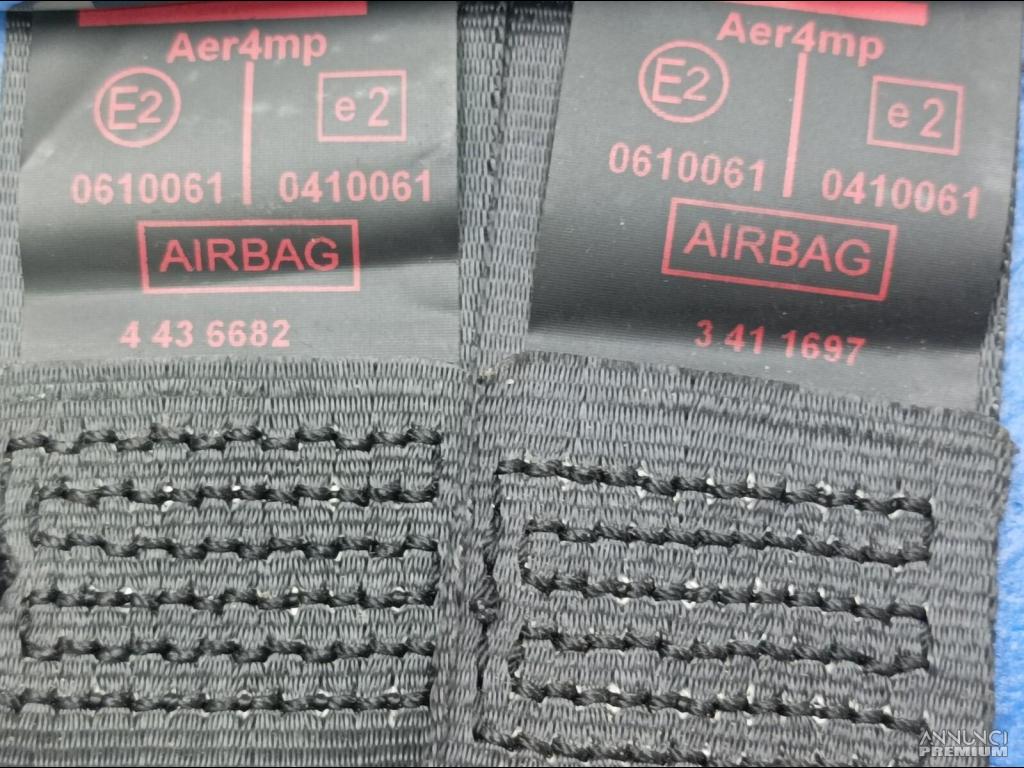 Aer4mp
E2 e 2
0610061 0410061
AIRBAG
4 43 6682
Aer4mp
E2 e 2
0610061 0410061
AIRBAG
3 41 1697
ANNUNCI
PREMIUM